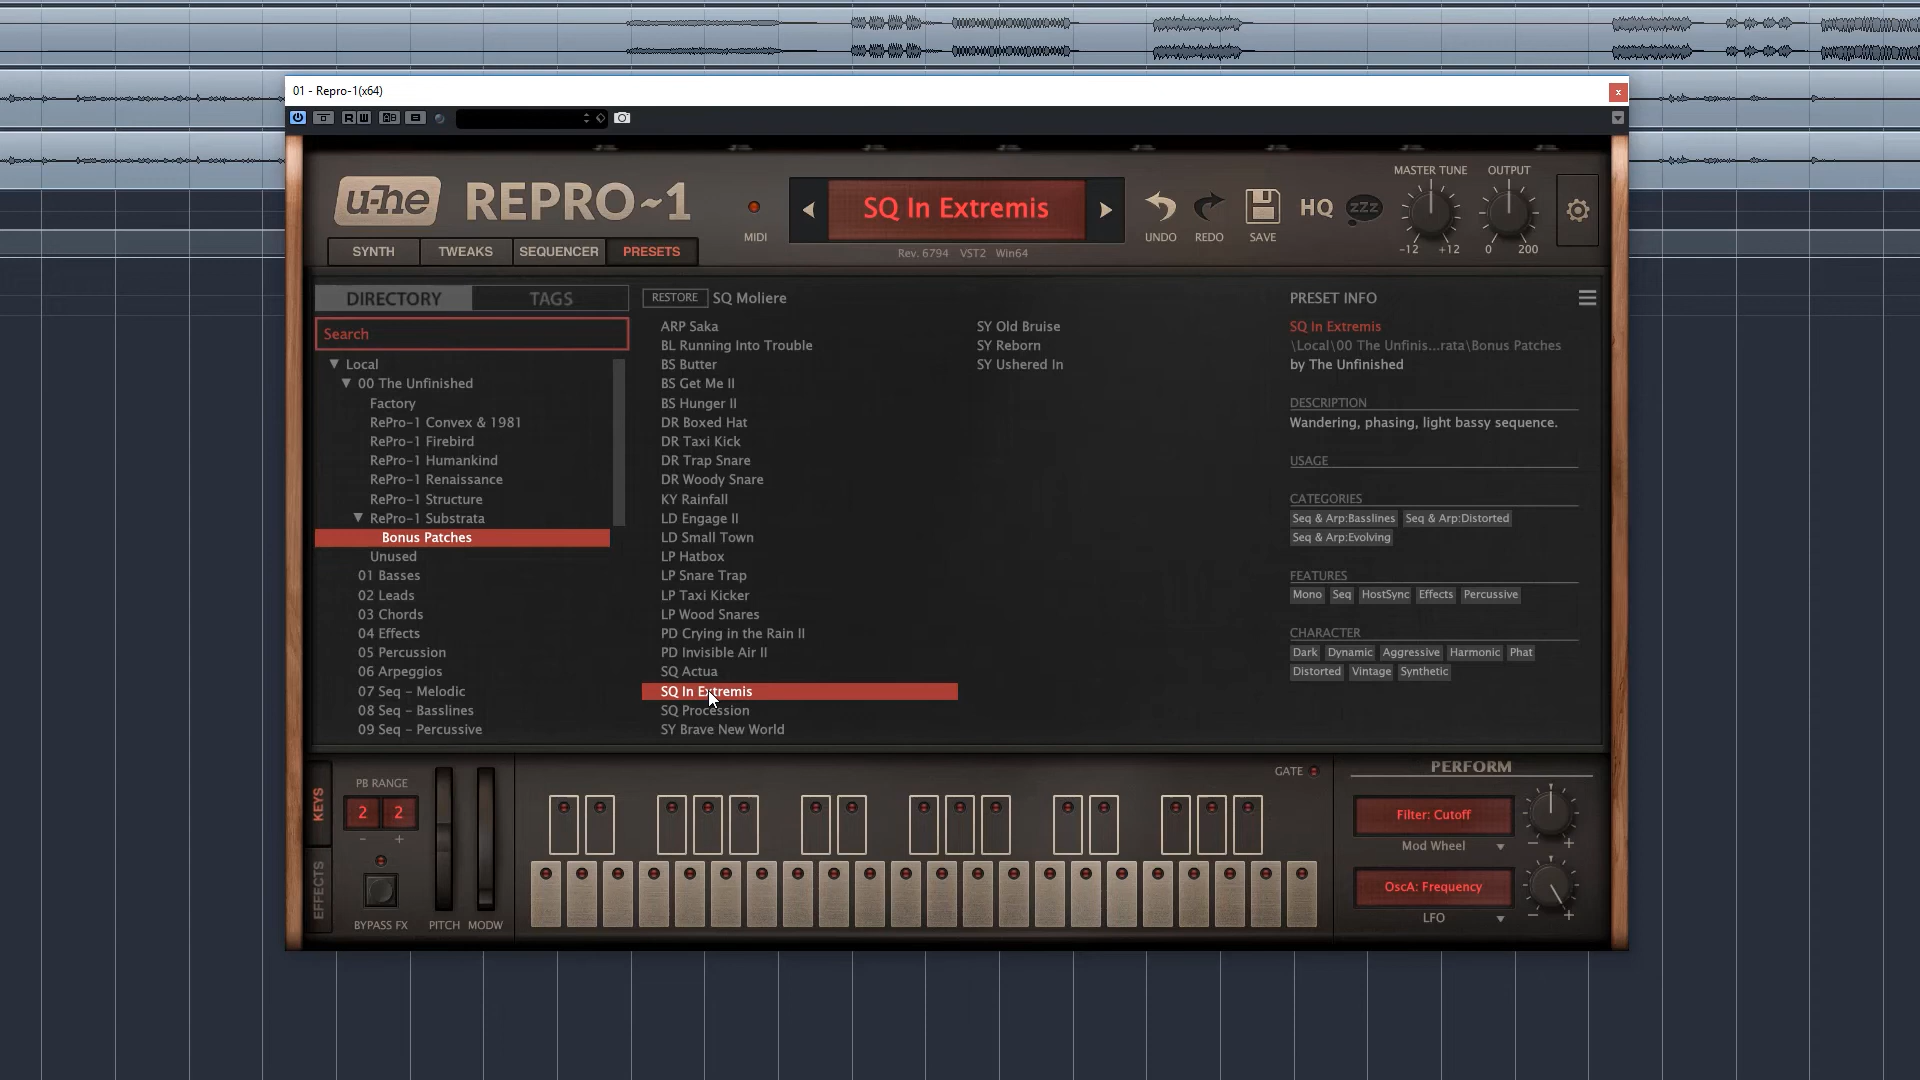 01 - Repro-1(x64)
x
R W
u-he REPRO~1
MIDI
SQ In Extremis
Rev. 6794 VST2 Win64
UNDO
REDO
SAVE
HQ
zzz
MASTER TUNE
-12 +12
OUTPUT
0 200
SYNTH TWEAKS SEQUENCER PRESETS
DIRECTORY TAGS
Search
Local
00 The Unfinished
Factory
RePro-1 Convex & 1981
RePro-1 Firebird
RePro-1 Humankind
RePro-1 Renaissance
RePro-1 Structure
RePro-1 Substrata
Bonus Patches
Unused
01 Basses
02 Leads
03 Chords
04 Effects
05 Percussion
06 Arpeggios
07 Seq - Melodic
08 Seq - Basslines
09 Seq - Percussive
RESTORE SQ Moliere
ARP Saka
BL Running Into Trouble
BS Butter
BS Get Me II
BS Hunger II
DR Boxed Hat
DR Taxi Kick
DR Trap Snare
DR Woody Snare
KY Rainfall
LD Engage II
LD Small Town
LP Hatbox
LP Snare Trap
LP Taxi Kicker
LP Wood Snares
PD Crying in the Rain II
PD Invisible Air II
SQ Actua
SQ In Extremis
SQ Procession
SY Brave New World
SY Old Bruise
SY Reborn
SY Ushered In
PRESET INFO
SQ In Extremis
\Local\00 The Unfinis...rata\Bonus Patches
by The Unfinished
DESCRIPTION
Wandering, phasing, light bassy sequence.
USAGE
CATEGORIES
Seq & Arp:Basslines Seq & Arp:Distorted
Seq & Arp:Evolving
FEATURES
Mono Seq HostSync Effects Percussive
CHARACTER
Dark Dynamic Aggressive Harmonic Phat
Distorted Vintage Synthetic
KEYS
EFFECTS
PB RANGE
2 2
- +
BYPASS FX
PITCH MODW
GATE
PERFORM
Filter: Cutoff
Mod Wheel
- +
OscA: Frequency
LFO
- +